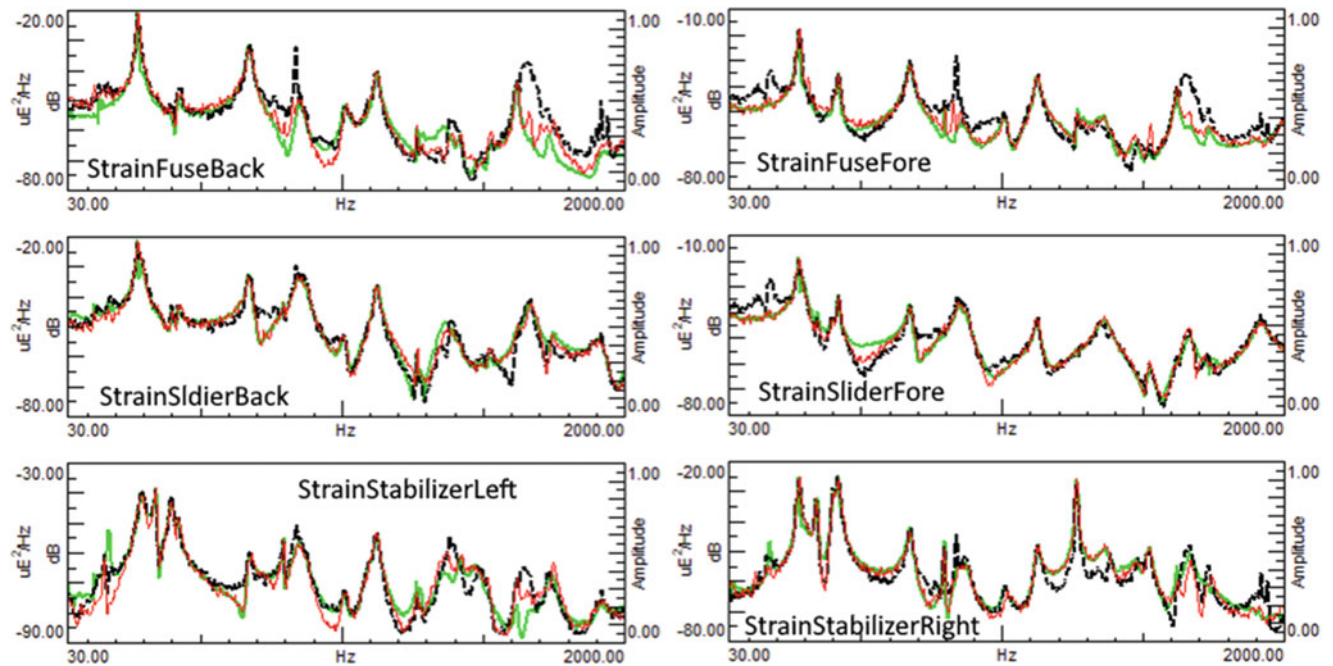 -20.00
uE²/Hz
dB
-80.00
StrainFuseBack
1.00
Amplitude
0.00
30.00 Hz 2000.00
-10.00
uE²/Hz
dB
-80.00
StrainFuseFore
1.00
Amplitude
0.00
30.00 Hz 2000.00
-20.00
uE²/Hz
dB
-80.00
StrainSldierBack
1.00
Amplitude
0.00
30.00 Hz 2000.00
-10.00
uE²/Hz
dB
-80.00
StrainSliderFore
1.00
Amplitude
0.00
30.00 Hz 2000.00
-30.00
uE²/Hz
dB
-90.00
StrainStabilizerLeft
1.00
Amplitude
0.00
30.00 Hz 2000.00
-20.00
uE²/Hz
dB
-80.00
StrainStabilizerRight
1.00
Amplitude
0.00
30.00 Hz 2000.00